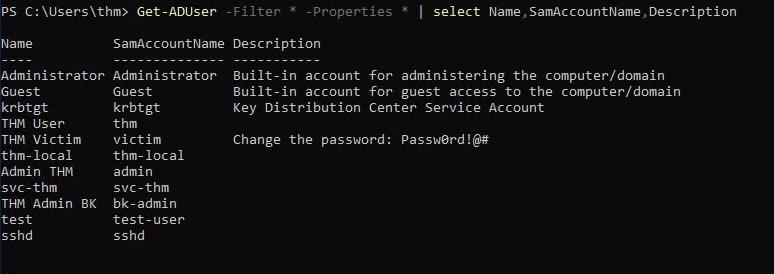 PS C:\Users\thm> Get-ADUser -Filter * -Properties * | select Name,SamAccountName,Description
Name          SamAccountName Description
----          -------------- -----------
Administrator Administrator  Built-in account for administering the computer/domain
Guest         Guest          Built-in account for guest access to the computer/domain
krbtgt        krbtgt         Key Distribution Center Service Account
THM User      thm
THM Victim    victim         Change the password: Passw0rd!@#
thm-local     thm-local
Admin THM     admin
svc-thm       svc-thm
THM Admin BK  bk-admin
test          test-user
sshd          sshd